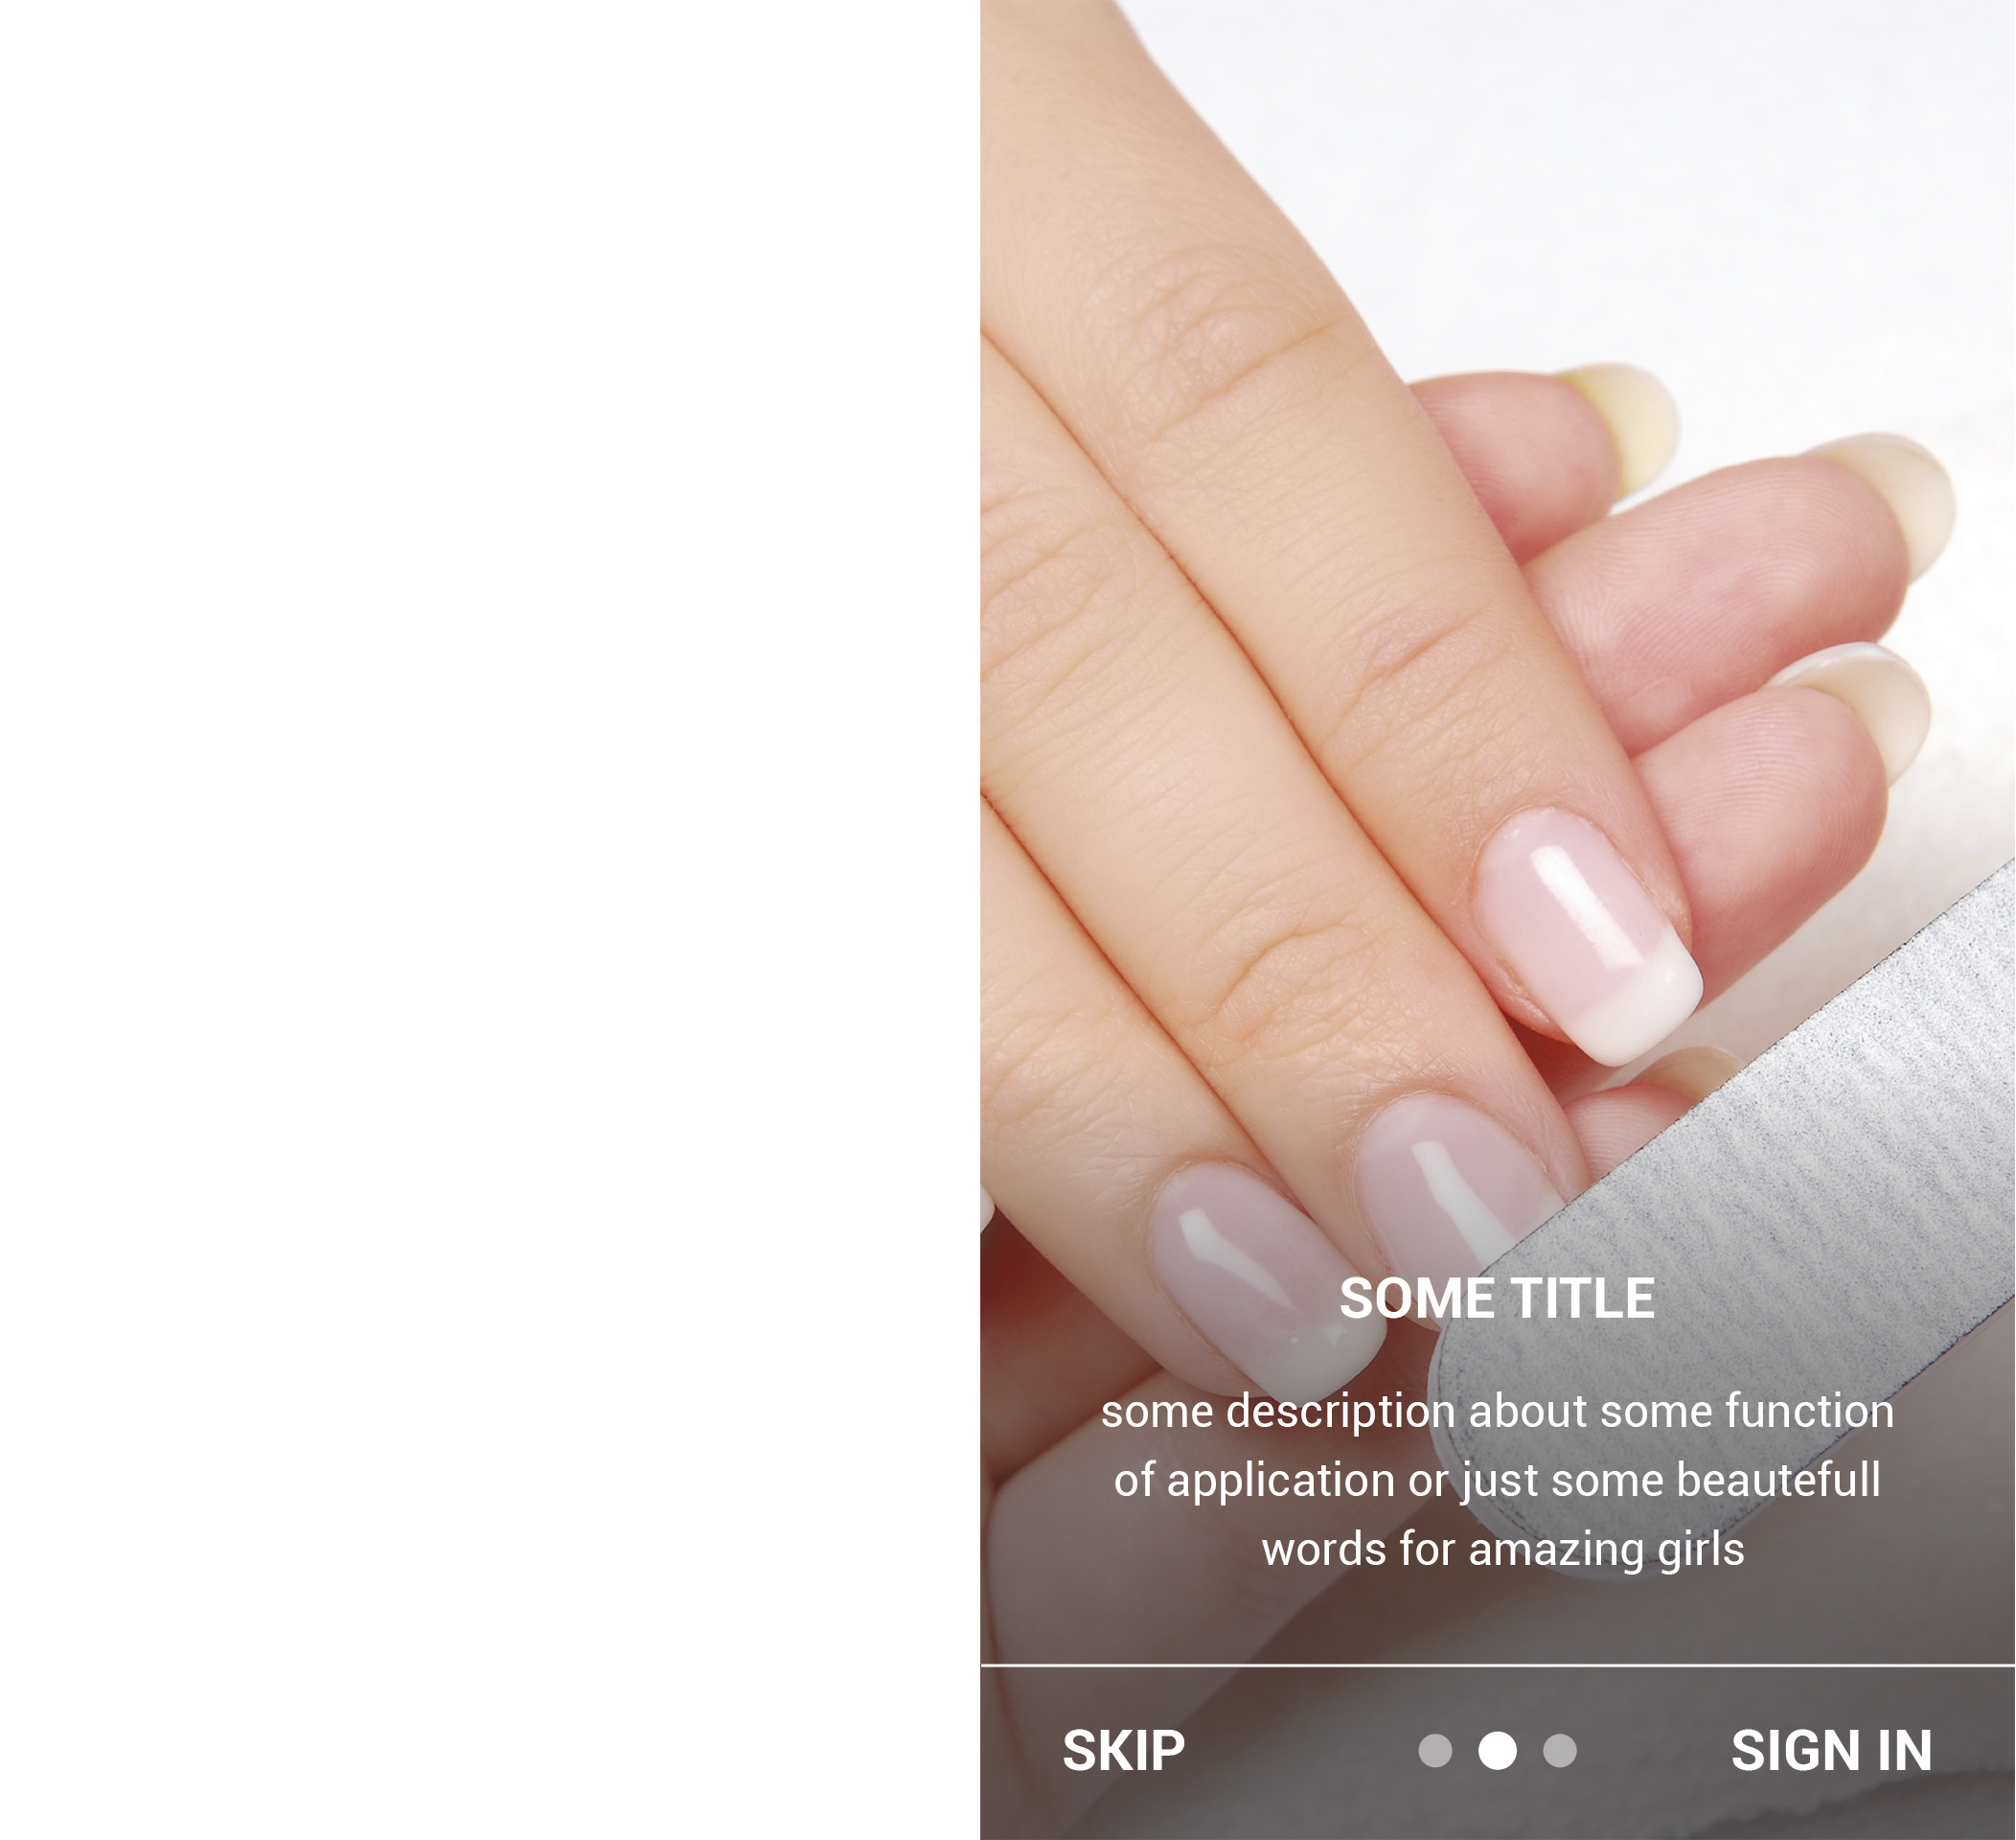 SOME TITLE
some description about some function
of application or just some beautefull
words for amazing girls
SKIP
SIGN IN